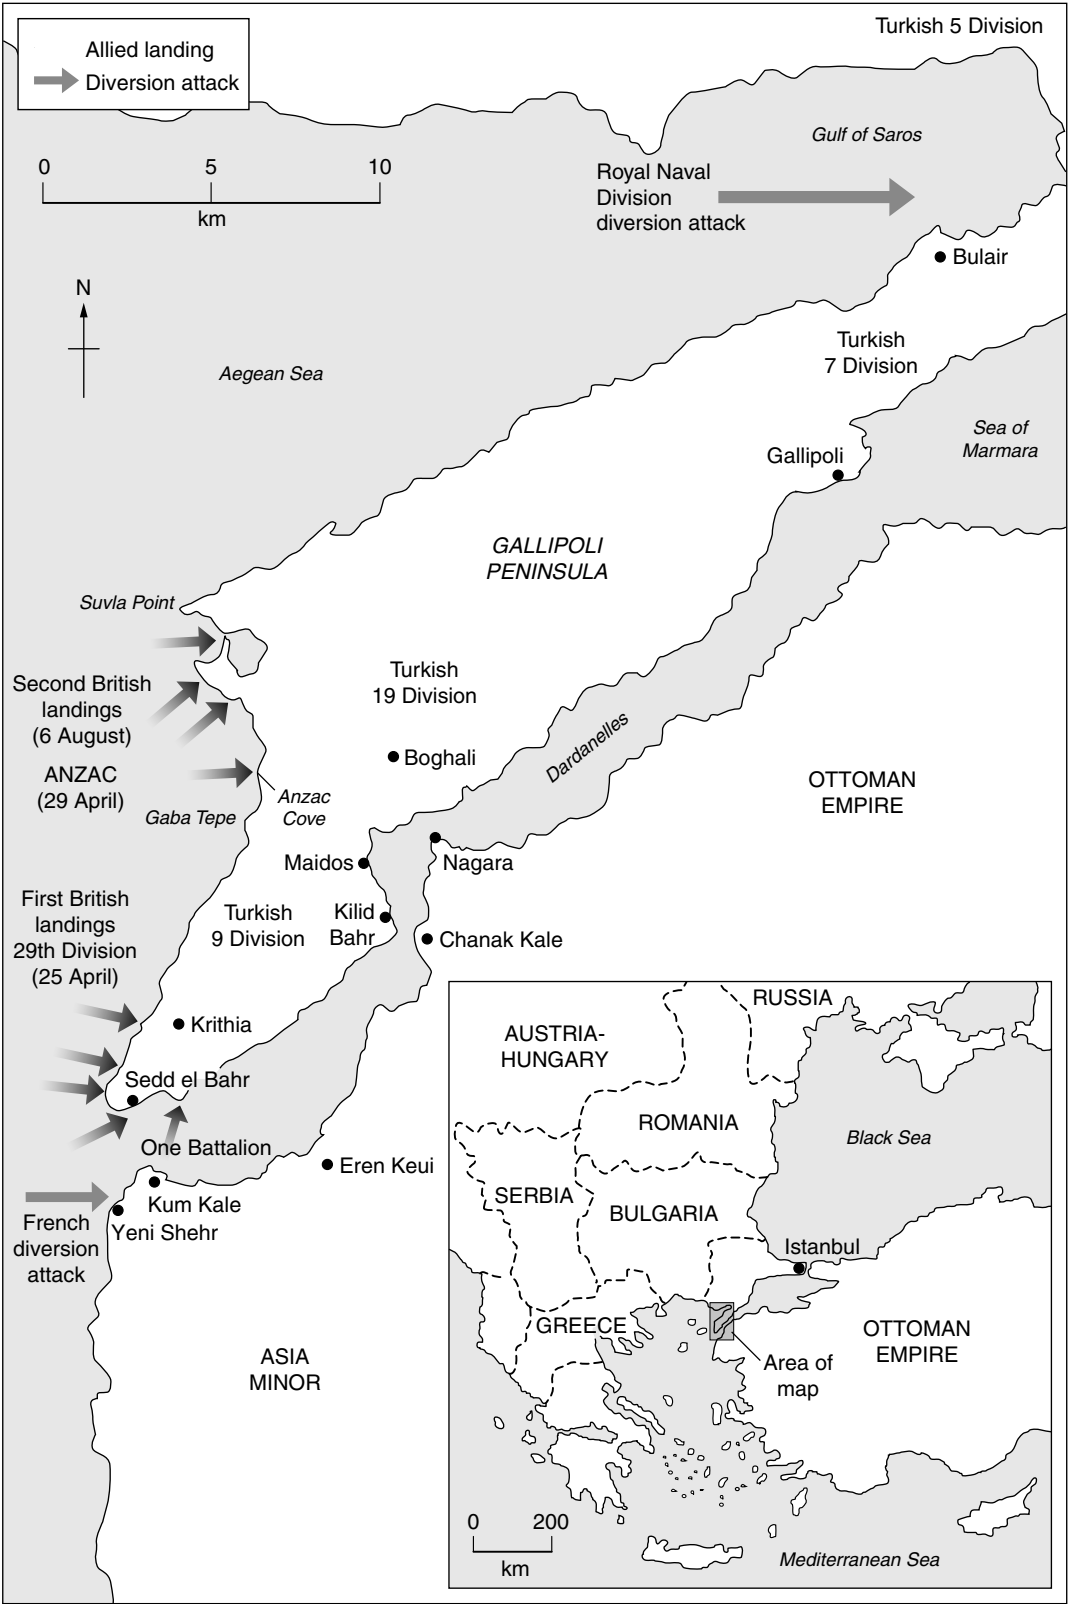 Turkish 5 Division
Allied landing
Diversion attack
Gulf of Saros
0 5 10
km
Royal Naval
Division
diversion attack
Bulair
N
Turkish
7 Division
Aegean Sea
Sea of
Marmara
Gallipoli
GALLIPOLI
PENINSULA
Suvla Point
Turkish
19 Division
Second British
landings
(6 August)
Dardanelles
Boghali
ANZAC
(29 April)
OTTOMAN
EMPIRE
Anzac
Cove
Gaba Tepe
Maidos
Nagara
First British
landings
29th Division
(25 April)
Turkish
9 Division
Kilid
Bahr
Chanak Kale
Krithia
Sedd el Bahr
One Battalion
Eren Keui
Kum Kale
Yeni Shehr
French
diversion
attack
ASIA
MINOR
RUSSIA
AUSTRIA-
HUNGARY
ROMANIA
Black Sea
SERBIA
BULGARIA
Istanbul
GREECE
OTTOMAN
EMPIRE
Area of
map
0 200
km
Mediterranean Sea